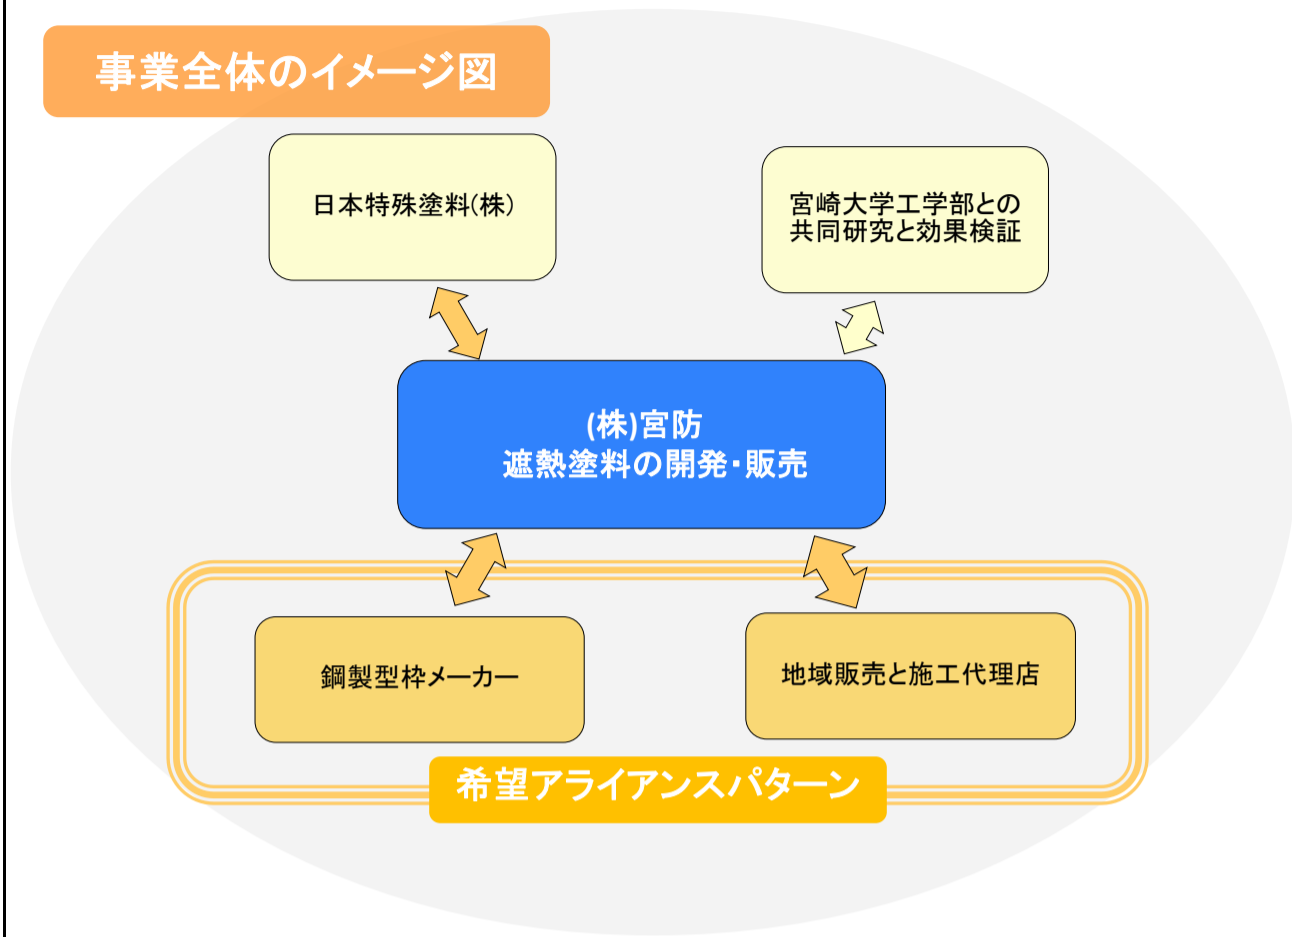 事業全体のイメージ図
日本特殊塗料(株)
宮崎大学工学部との
共同研究と効果検証
(株)宮防
遮熱塗料の開発・販売
鋼製型枠メーカー
地域販売と施工代理店
希望アライアンスパターン